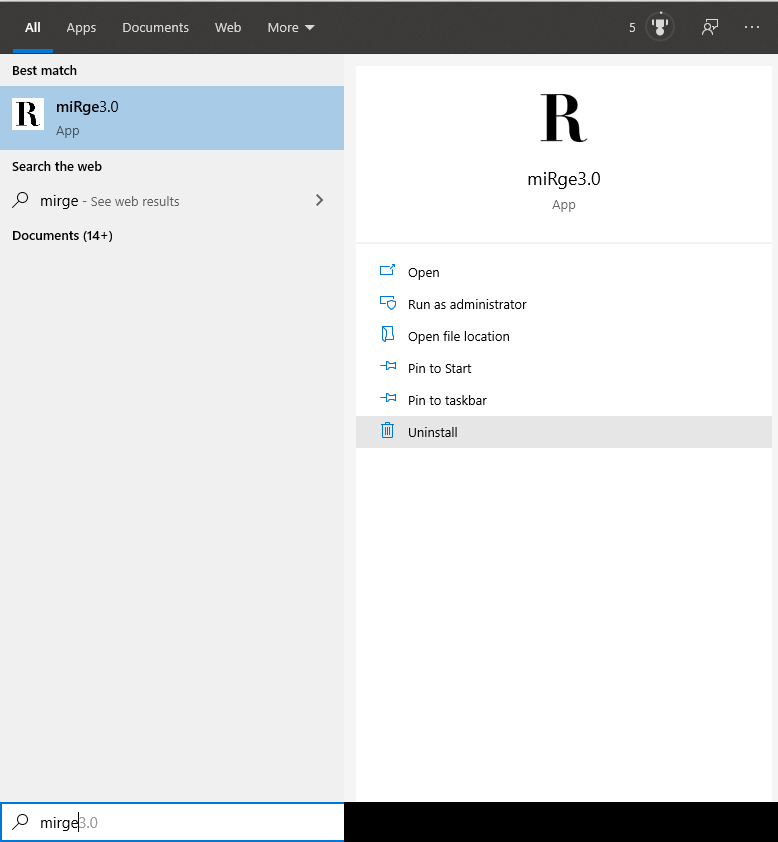 All Apps Documents Web More 5 ...
Best match
miRge3.0
App
Search the web
mirge - See web results
Documents (14+)
R
miRge3.0
App
Open
Run as administrator
Open file location
Pin to Start
Pin to taskbar
Uninstall
mirge3.0